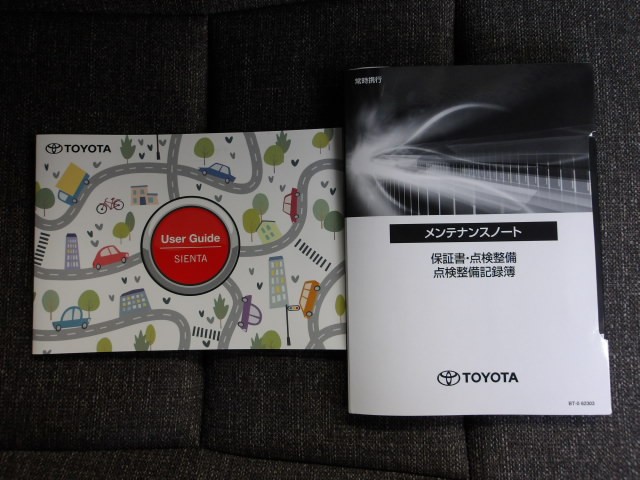 TOYOTA
User Guide
SIENTA
常時携行
メンテナンスノート
保証書・点検整備
点検整備記録簿
TOYOTA